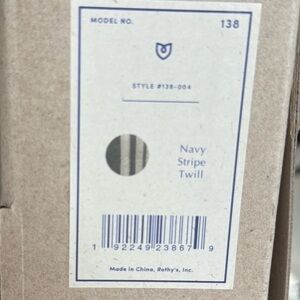 MODEL NO. 138
STYLE #138-004
Navy
Stripe
Twill
1 92249 23867 9
Made in China, Rothy's, Inc.